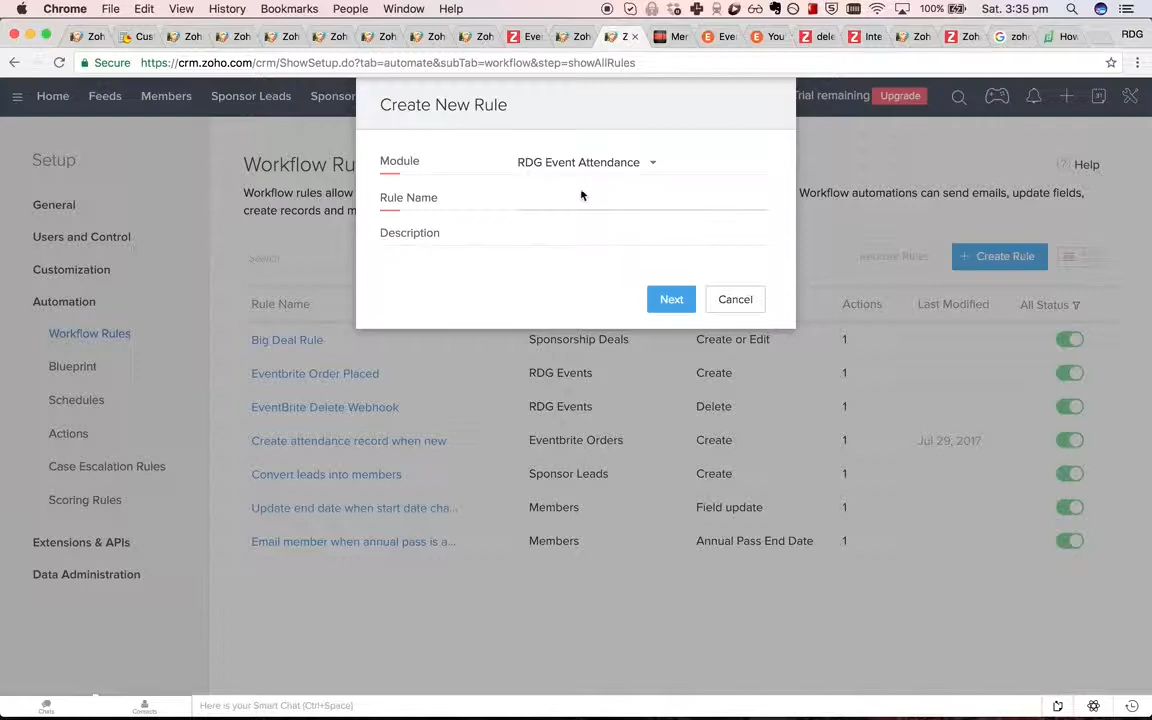 Chrome File Edit View History Bookmarks People Window Help 100% Sat. 3:35 pm
Zoh Cus Zoh Zoh Zoh Zoh Zoh Zoh Zoh Eve Zoh Z Mer Eve You dele Inte Zoh Zoh zoh How RDG
Secure https://crm.zoho.com/crm/ShowSetup.do?tab=automate&subTab=workflow&step=showAllRules
Home Feeds Members Sponsor Leads Sponsor Trial remaining Upgrade
Create New Rule
Module RDG Event Attendance
Rule Name
Description
Next Cancel
Setup
General
Users and Control
Customization
Automation
Workflow Rules
Blueprint
Schedules
Actions
Case Escalation Rules
Scoring Rules
Extensions & APIs
Data Administration
Workflow Ru
Help
Workflow rules allow Workflow automations can send emails, update fields,
create records and m
Search Rules + Create Rule
Rule Name Actions Last Modified All Status
Big Deal Rule Sponsorship Deals Create or Edit 1
Eventbrite Order Placed RDG Events Create 1
EventBrite Delete Webhook RDG Events Delete 1
Create attendance record when new Eventbrite Orders Create 1 Jul 29, 2017
Convert leads into members Sponsor Leads Create 1
Update end date when start date cha... Members Field update 1
Email member when annual pass is a... Members Annual Pass End Date 1
Chats Contacts Here is your Smart Chat (Ctrl+Space)